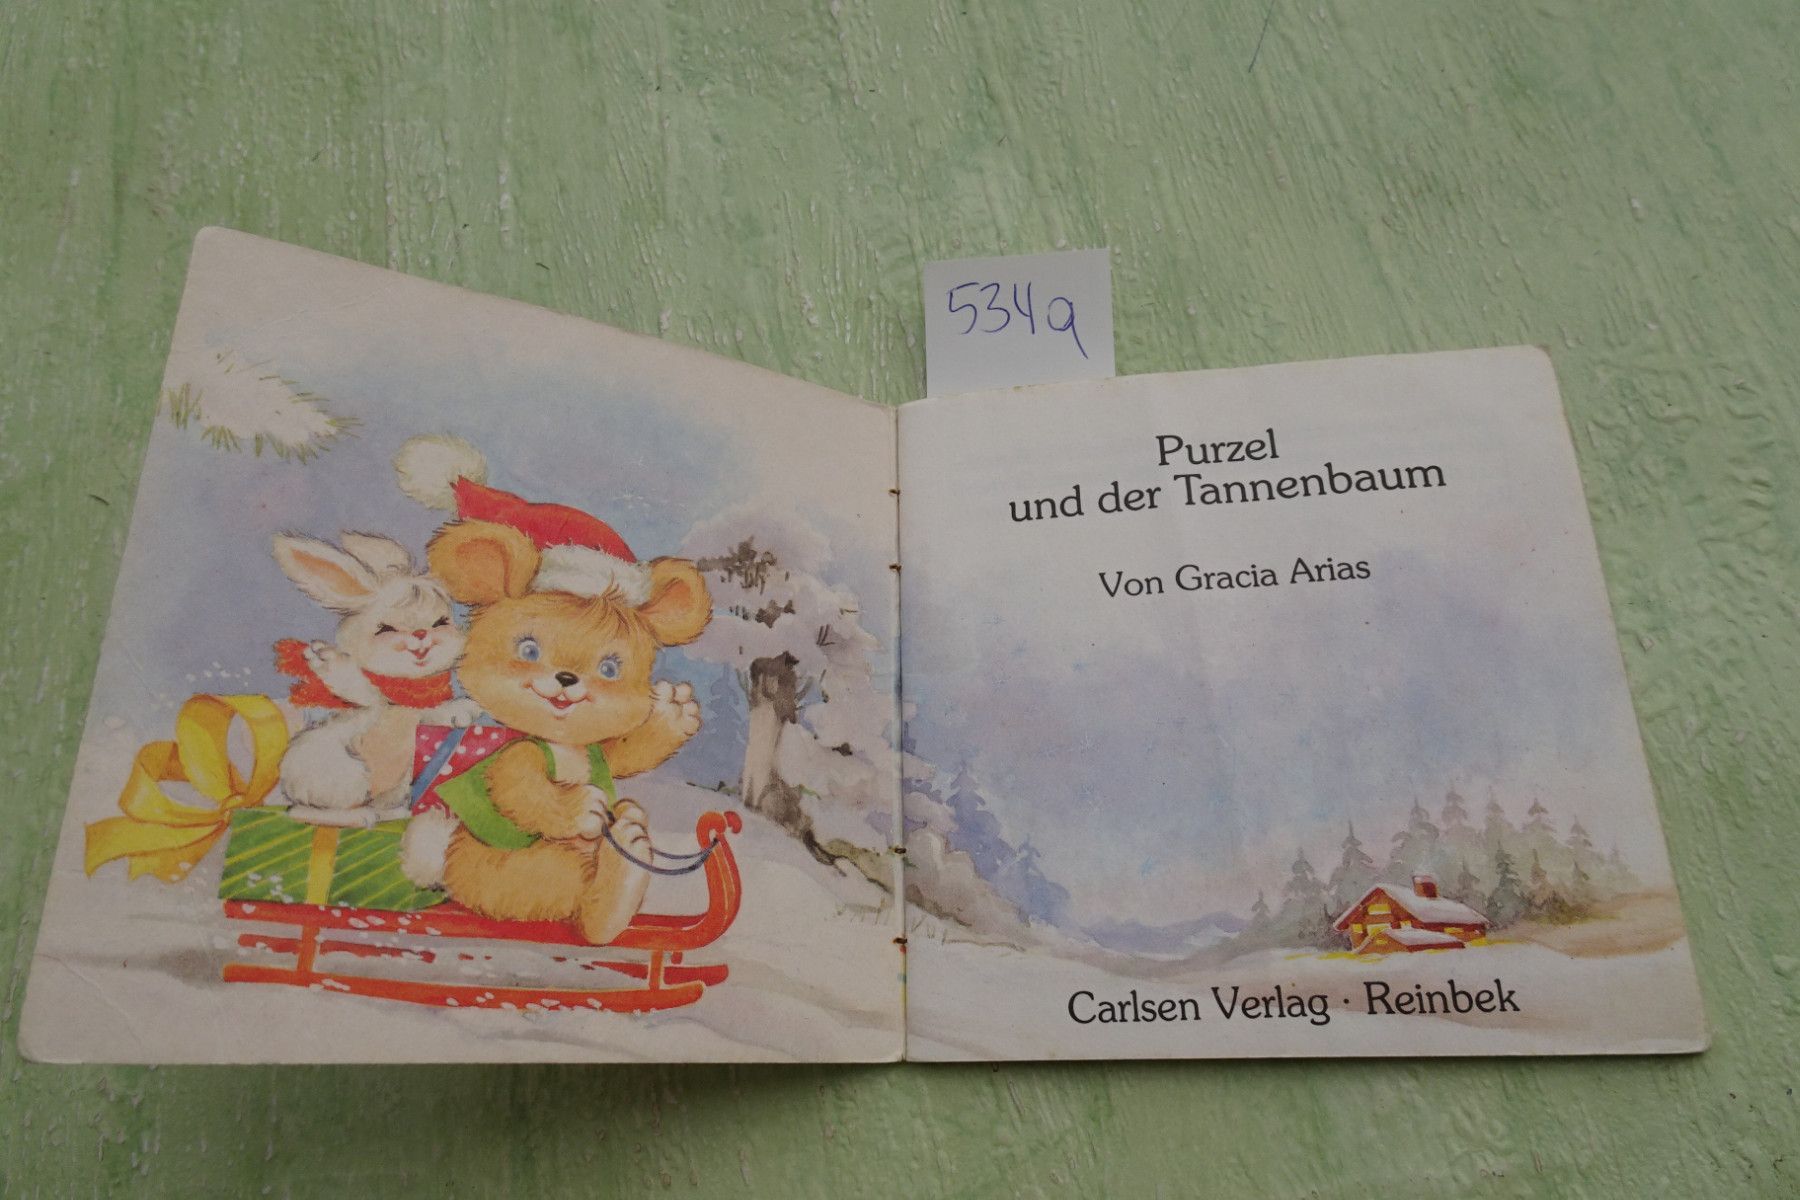 534a
Purzel
und der Tannenbaum
Von Gracia Arias
Carlsen Verlag · Reinbek